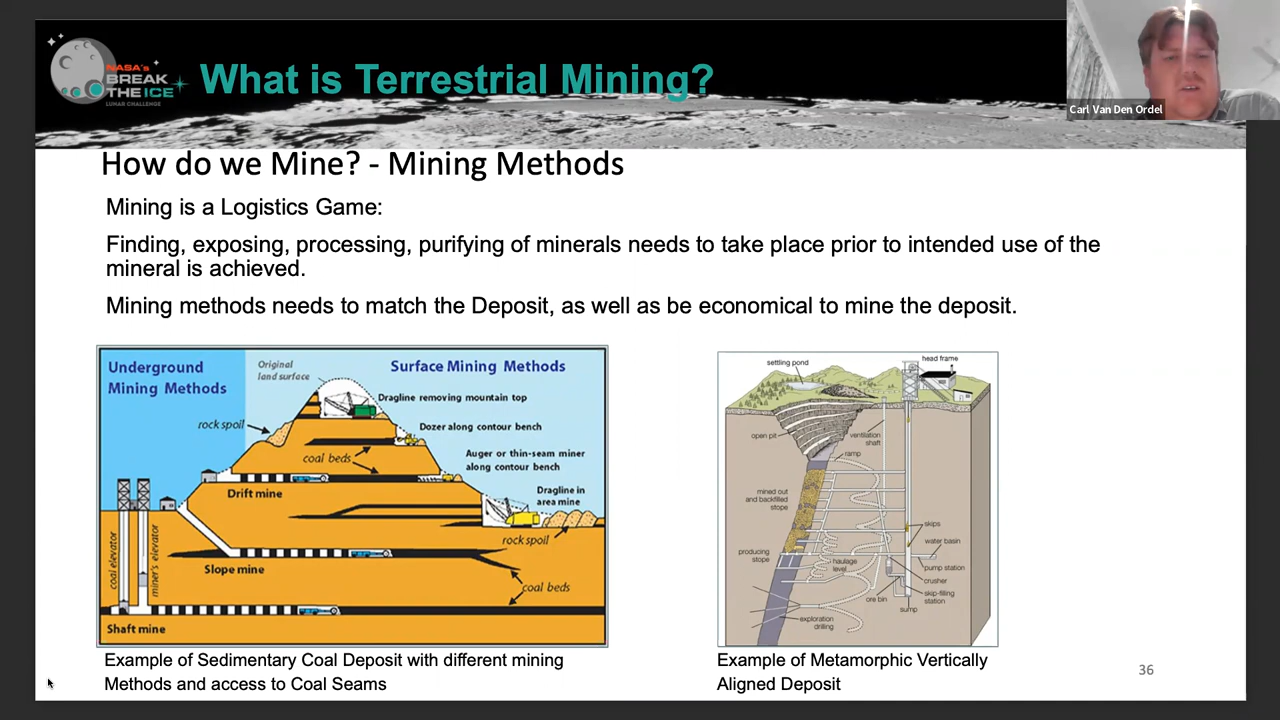 NASA's
BREAK
THE ICE
LUNAR CHALLENGE
What is Terrestrial Mining?
Carl Van Den Ordel
How do we Mine? - Mining Methods
Mining is a Logistics Game:
Finding, exposing, processing, purifying of minerals needs to take place prior to intended use of the
mineral is achieved.
Mining methods needs to match the Deposit, as well as be economical to mine the deposit.
Underground
Mining Methods
Original
land surface
Surface Mining Methods
Dragline removing mountain top
rock spoil
Dozer along contour bench
coal beds
Auger or thin-seam miner
along contour bench
Drift mine
Dragline in
area mine
rock spoil
coal elevator
miner's elevator
Slope mine
coal beds
Shaft mine
Example of Sedimentary Coal Deposit with different mining
Methods and access to Coal Seams
settling pond
head frame
open pit
ventilation
shaft
ramp
mined out
and backfilled
stope
skips
water basin
producing
stope
haulage
level
pump station
crusher
ore bin
skip-filling
station
sump
exploration
drilling
Example of Metamorphic Vertically
Aligned Deposit
36